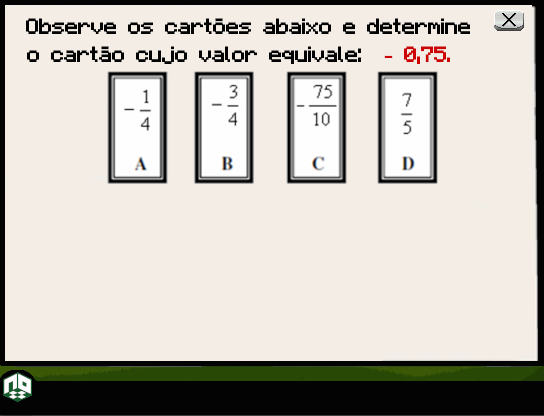 Observe os cartões abaixo e determine
o cartão cujo valor equivale: - 0,75.
- 1/4 - 3/4 - 75/10 7/5
A B C D